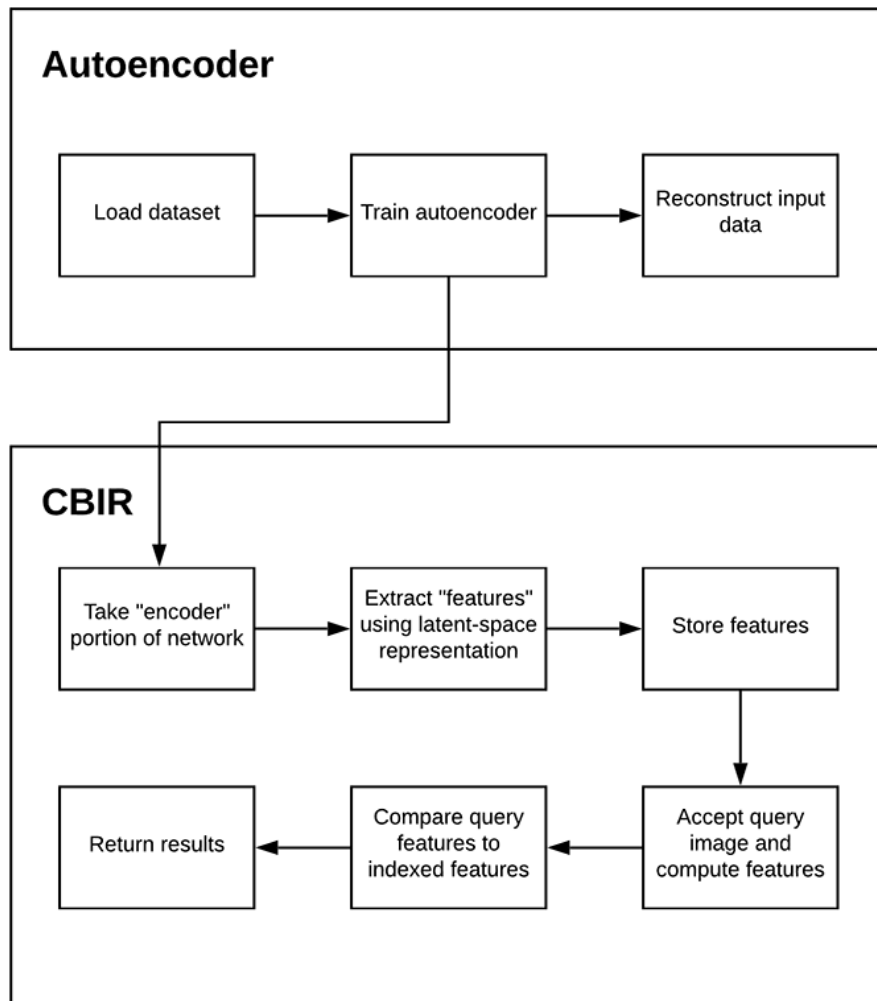 Autoencoder
Load dataset
Train autoencoder
Reconstruct input
data
CBIR
Take "encoder"
portion of network
Extract "features"
using latent-space
representation
Store features
Return results
Compare query
features to
indexed features
Accept query
image and
compute features